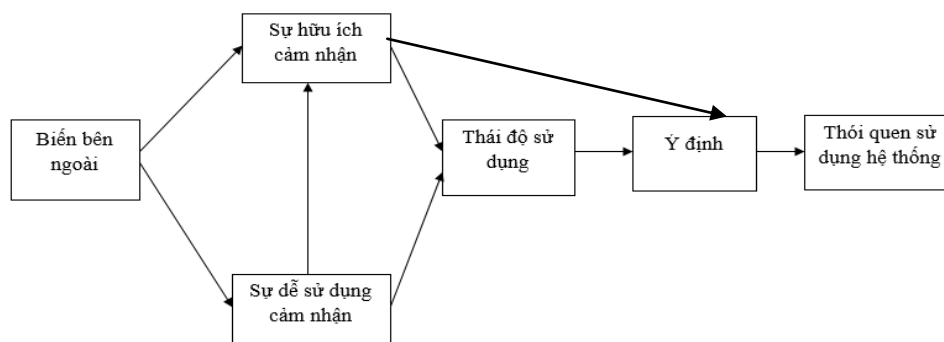 Sự hữu ích
cảm nhận
Biến bên
ngoài
Thái độ sử
dụng
Ý định
Thói quen sử
dụng hệ thống
Sự dễ sử dụng
cảm nhận